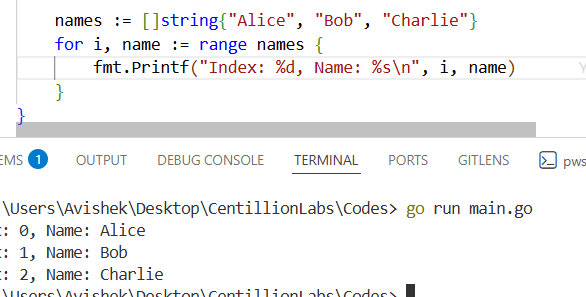 names := []string{"Alice", "Bob", "Charlie"}
for i, name := range names {
fmt.Printf("Index: %d, Name: %s\n", i, name)
}
}
EMS 1 OUTPUT DEBUG CONSOLE TERMINAL PORTS GITLENS pws
\Users\Avishek\Desktop\CentillionLabs\Codes> go run main.go
: 0, Name: Alice
: 1, Name: Bob
: 2, Name: Charlie
\Users\Avishek\Desktop\CentillionLabs\Codes>